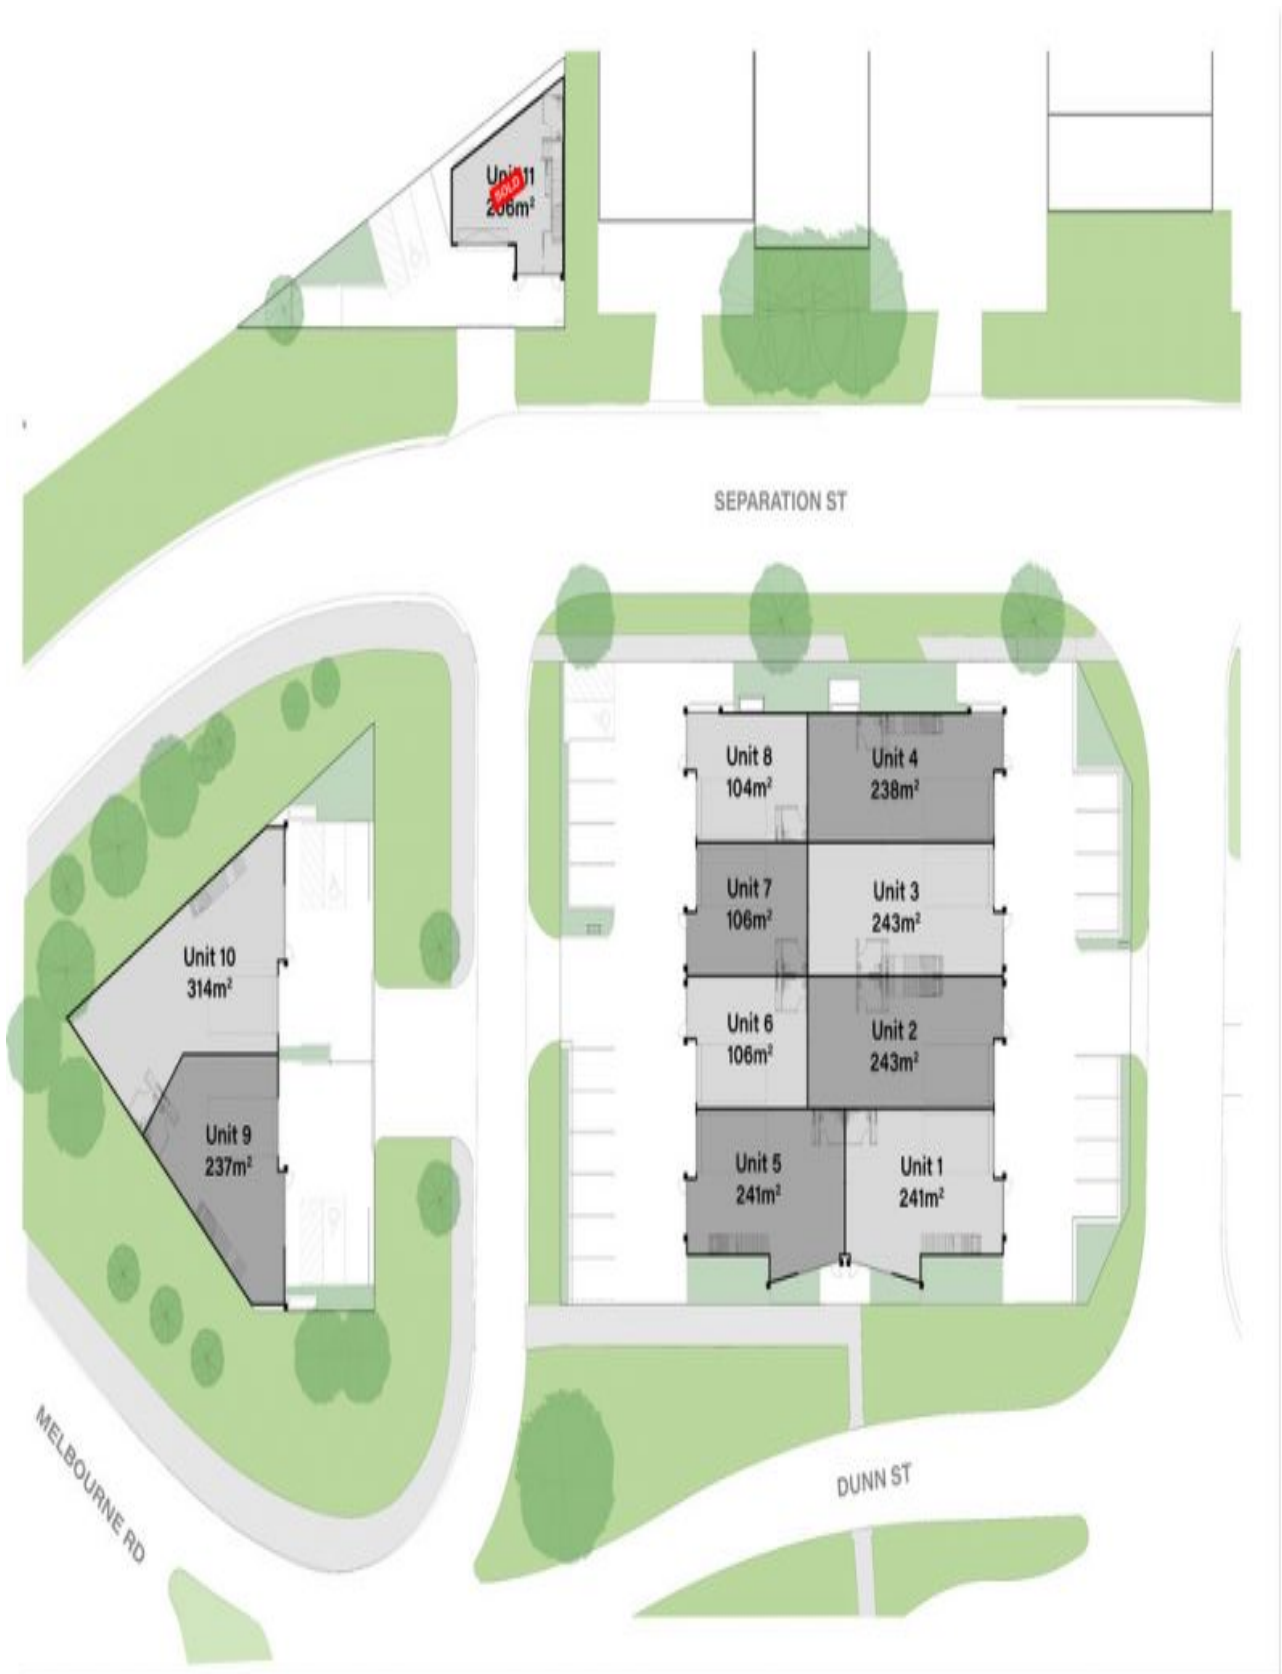 Unit 11
SOLD
206m²
SEPARATION ST
Unit 8
104m²
Unit 4
238m²
Unit 7
106m²
Unit 3
243m²
Unit 10
314m²
Unit 6
106m²
Unit 2
243m²
Unit 9
237m²
Unit 5
241m²
Unit 1
241m²
MELBOURNE RD
DUNN ST